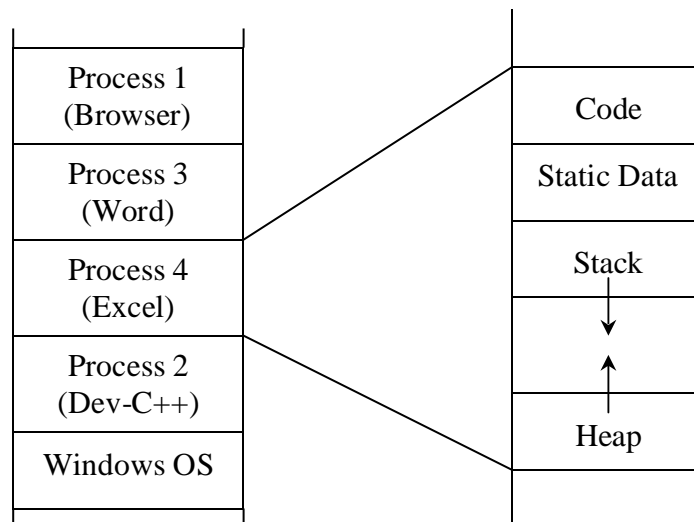 Process 1
(Browser)
Process 3
(Word)
Process 4
(Excel)
Process 2
(Dev-C++)
Windows OS
Code
Static Data
Stack
Heap